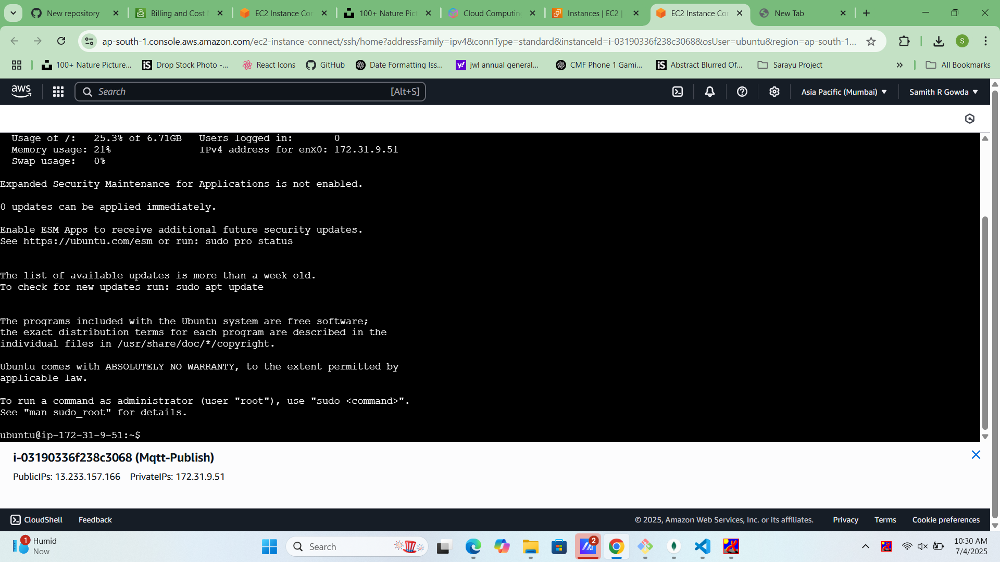 New repository
Billing and Cost
EC2 Instance Co
100+ Nature Pict
Cloud Computin
Instances | EC2 |
EC2 Instance Co
New Tab
ap-south-1.console.aws.amazon.com/ec2-instance-connect/ssh/home?addressFamily=ipv4&connType=standard&instanceId=i-03190336f238c3068&osUser=ubuntu&region=ap-south-1...
S
100+ Nature Picture...
Drop Stock Photo -...
React Icons
GitHub
Date Formatting Iss...
jwl annual general...
CMF Phone 1 Gami...
Abstract Blurred Of...
Sarayu Project
All Bookmarks
aws
Search
[Alt+S]
Asia Pacific (Mumbai)
Samith R Gowda
Usage of /: 25.3% of 6.71GB Users logged in: 0
Memory usage: 21% IPv4 address for enX0: 172.31.9.51
Swap usage: 0%
Expanded Security Maintenance for Applications is not enabled.
0 updates can be applied immediately.
Enable ESM Apps to receive additional future security updates.
See https://ubuntu.com/esm or run: sudo pro status
The list of available updates is more than a week old.
To check for new updates run: sudo apt update
The programs included with the Ubuntu system are free software;
the exact distribution terms for each program are described in the
individual files in /usr/share/doc/*/copyright.
Ubuntu comes with ABSOLUTELY NO WARRANTY, to the extent permitted by
applicable law.
To run a command as administrator (user "root"), use "sudo <command>".
See "man sudo_root" for details.
ubuntu@ip-172-31-9-51:~$
i-03190336f238c3068 (Mqtt-Publish)
PublicIPs: 13.233.157.166 PrivateIPs: 172.31.9.51
CloudShell
Feedback
© 2025, Amazon Web Services, Inc. or its affiliates.
Privacy
Terms
Cookie preferences
1
Humid
Now
Search
2
10:30 AM
7/4/2025